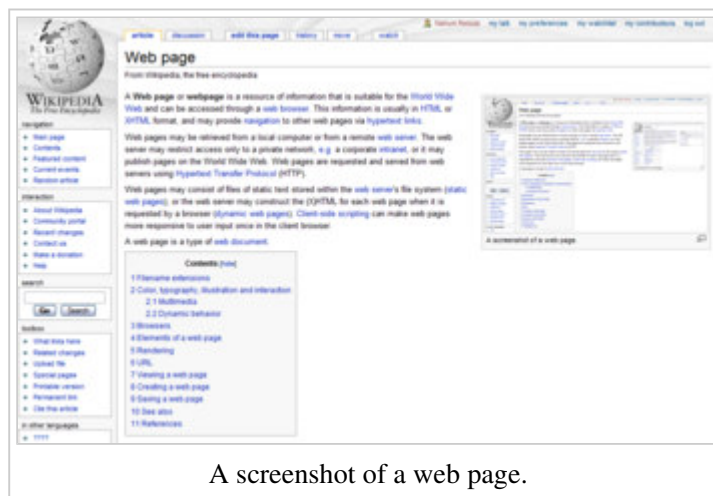 my talk my preferences my watchlist my contributions log out
article discussion edit this page history move watch
WIKIPEDIA
The Free Encyclopedia
navigation
Main page
Contents
Featured content
Current events
Random article
interaction
About Wikipedia
Community portal
Recent changes
Contact us
Make a donation
Help
search
Go Search
toolbox
What links here
Related changes
Upload file
Special pages
Printable version
Permanent link
Cite this article
in other languages
????
Web page
From Wikipedia, the free encyclopedia
A Web page or webpage is a resource of information that is suitable for the World Wide
Web and can be accessed through a web browser. This information is usually in HTML or
XHTML format, and may provide navigation to other web pages via hypertext links.
Web pages may be retrieved from a local computer or from a remote web server. The web
server may restrict access only to a private network, e.g. a corporate intranet, or it may
publish pages on the World Wide Web. Web pages are requested and served from web
servers using Hypertext Transfer Protocol (HTTP).
Web pages may consist of files of static text stored within the web server's file system (static
web pages), or the web server may construct the (X)HTML for each web page when it is
requested by a browser (dynamic web pages). Client-side scripting can make web pages
more responsive to user input once in the client browser.
A web page is a type of web document.
Contents [hide]
1 Filename extensions
2 Color, typography, illustration and interaction
2.1 Multimedia
2.2 Dynamic behavior
3 Browsers
4 Elements of a web page
5 Rendering
6 URL
7 Viewing a web page
8 Creating a web page
9 Saving a web page
10 See also
11 References
Web page
A screenshot of a web page.
A screenshot of a web page.